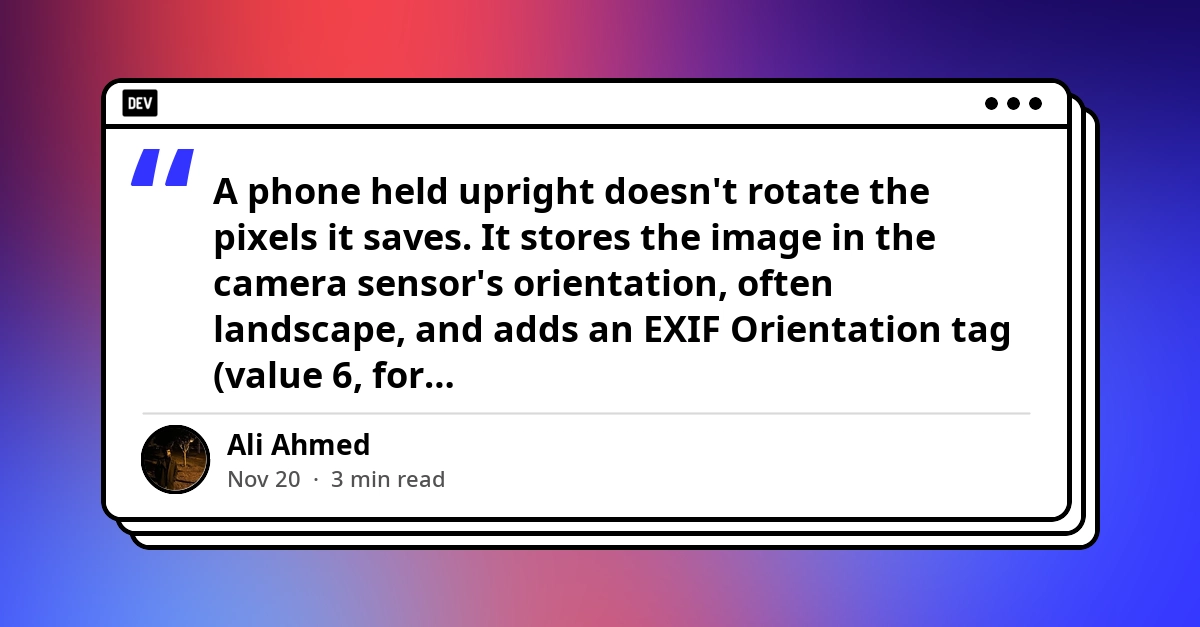 DEV
“
A phone held upright doesn't rotate the
pixels it saves. It stores the image in the
camera sensor's orientation, often
landscape, and adds an EXIF Orientation tag
(value 6, for...
Ali Ahmed
Nov 20 · 3 min read